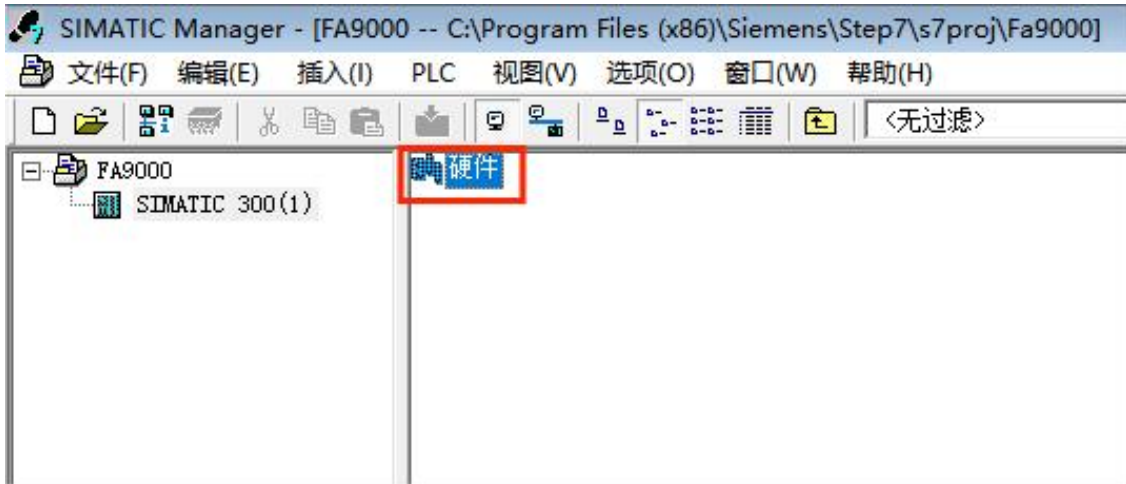 SIMATIC Manager - [FA9000 -- C:\Program Files (x86)\Siemens\Step7\s7proj\Fa9000]
文件(F) 编辑(E) 插入(I) PLC 视图(V) 选项(O) 窗口(W) 帮助(H)
<无过滤>
FA9000
硬件
SIMATIC 300(1)